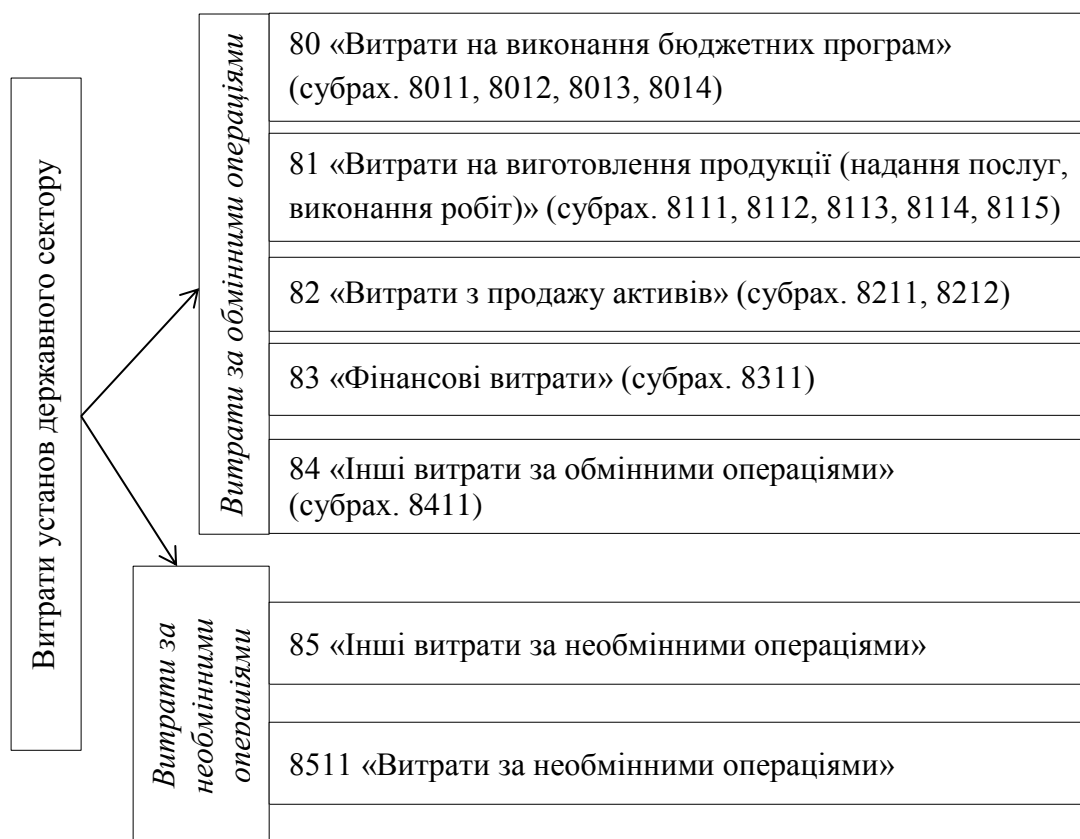 Витрати установ державного сектору
Витрати за обмінними операціями
80 «Витрати на виконання бюджетних програм»
(субрах. 8011, 8012, 8013, 8014)
81 «Витрати на виготовлення продукції (надання послуг,
виконання робіт)» (субрах. 8111, 8112, 8113, 8114, 8115)
82 «Витрати з продажу активів» (субрах. 8211, 8212)
83 «Фінансові витрати» (субрах. 8311)
84 «Інші витрати за обмінними операціями»
(субрах. 8411)
Витрати за
необмінними
операціями
85 «Інші витрати за необмінними операціями»
8511 «Витрати за необмінними операціями»